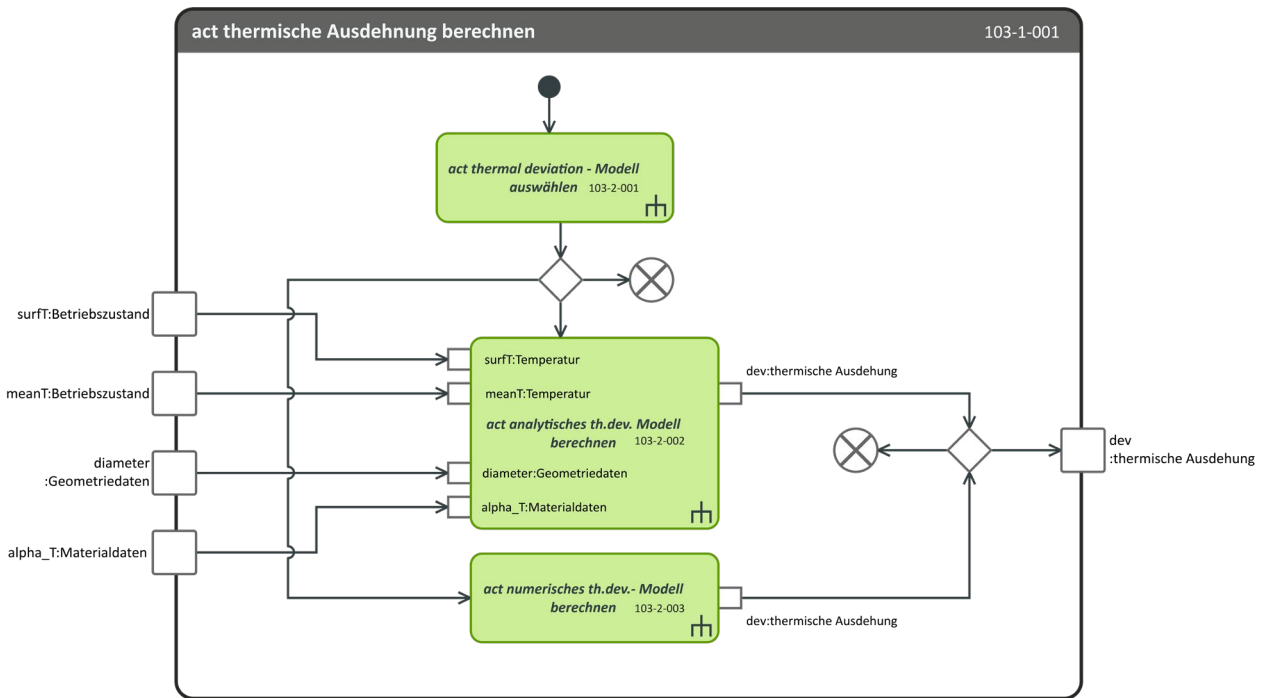 act thermische Ausdehnung berechnen 103-1-001
act thermal deviation - Modell
auswählen 103-2-001
surfT:Betriebszustand
meanT:Betriebszustand
diameter
:Geometriedaten
alpha_T:Materialdaten
surfT:Temperatur
meanT:Temperatur
act analytisches th.dev. Modell
berechnen 103-2-002
diameter:Geometriedaten
alpha_T:Materialdaten
dev:thermische Ausdehung
act numerisches th.dev.- Modell
berechnen 103-2-003
dev:thermische Ausdehung
dev
:thermische Ausdehung